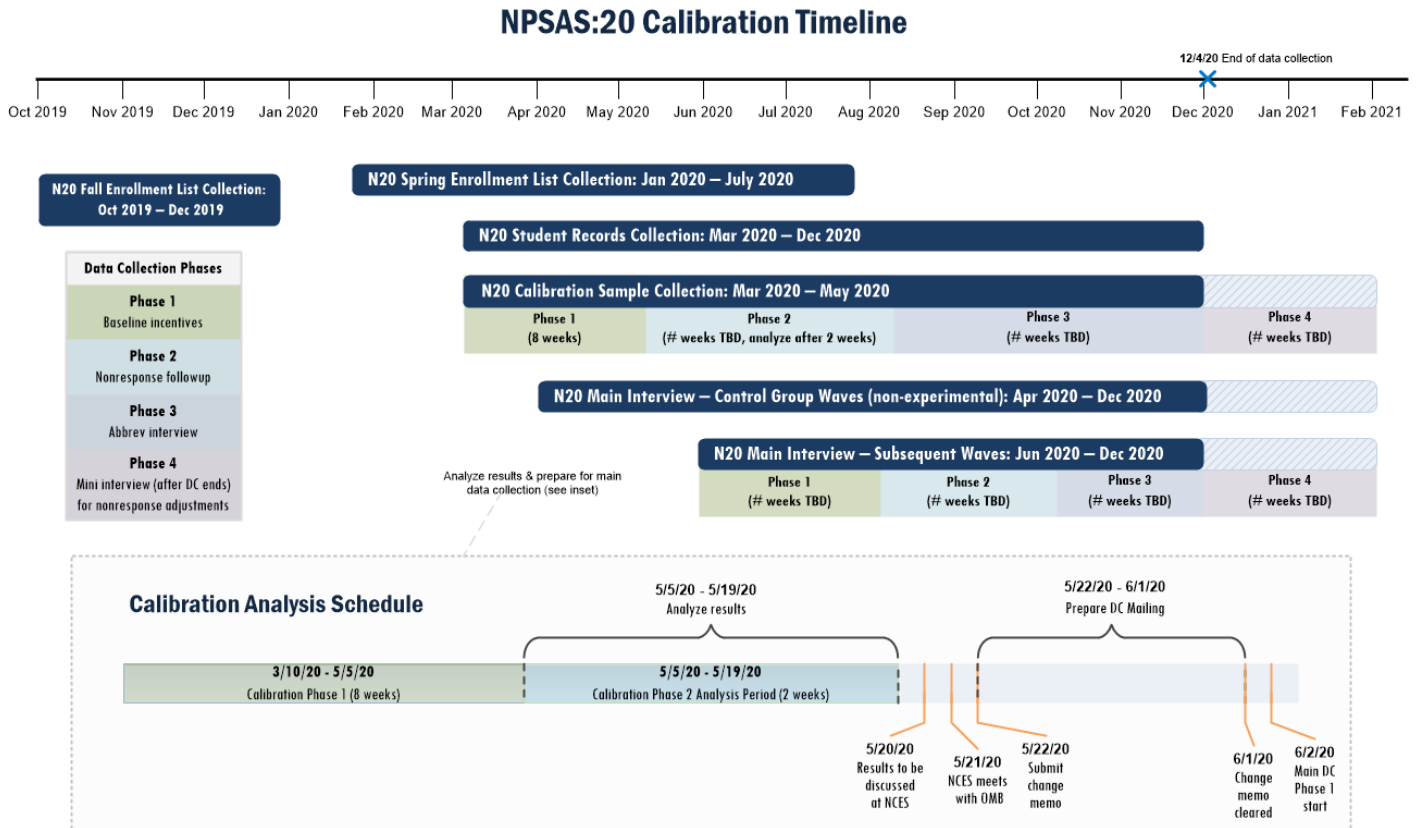 NPSAS:20 Calibration Timeline
12/4/20 End of data collection
Oct 2019 Nov 2019 Dec 2019 Jan 2020 Feb 2020 Mar 2020 Apr 2020 May 2020 Jun 2020 Jul 2020 Aug 2020 Sep 2020 Oct 2020 Nov 2020 Dec 2020 Jan 2021 Feb 2021
N20 Fall Enrollment List Collection:
Oct 2019 – Dec 2019
N20 Spring Enrollment List Collection: Jan 2020 – July 2020
N20 Student Records Collection: Mar 2020 – Dec 2020
N20 Calibration Sample Collection: Mar 2020 – May 2020
Phase 1
(8 weeks)
Phase 2
(# weeks TBD, analyze after 2 weeks)
Phase 3
(# weeks TBD)
Phase 4
(# weeks TBD)
N20 Main Interview – Control Group Waves (non-experimental): Apr 2020 – Dec 2020
N20 Main Interview – Subsequent Waves: Jun 2020 – Dec 2020
Phase 1
(# weeks TBD)
Phase 2
(# weeks TBD)
Phase 3
(# weeks TBD)
Phase 4
(# weeks TBD)
Data Collection Phases
Phase 1
Baseline incentives
Phase 2
Nonresponse followup
Phase 3
Abbrev interview
Phase 4
Mini interview (after DC ends)
for nonresponse adjustments
Analyze results & prepare for main
data collection (see inset)
Calibration Analysis Schedule
5/5/20 - 5/19/20
Analyze results
5/22/20 - 6/1/20
Prepare DC Mailing
3/10/20 - 5/5/20
Calibration Phase 1 (8 weeks)
5/5/20 - 5/19/20
Calibration Phase 2 Analysis Period (2 weeks)
5/20/20
Results to be
discussed
at NCES
5/21/20
NCES meets
with OMB
5/22/20
Submit
change
memo
6/1/20
Change
memo
cleared
6/2/20
Main DC
Phase 1
start